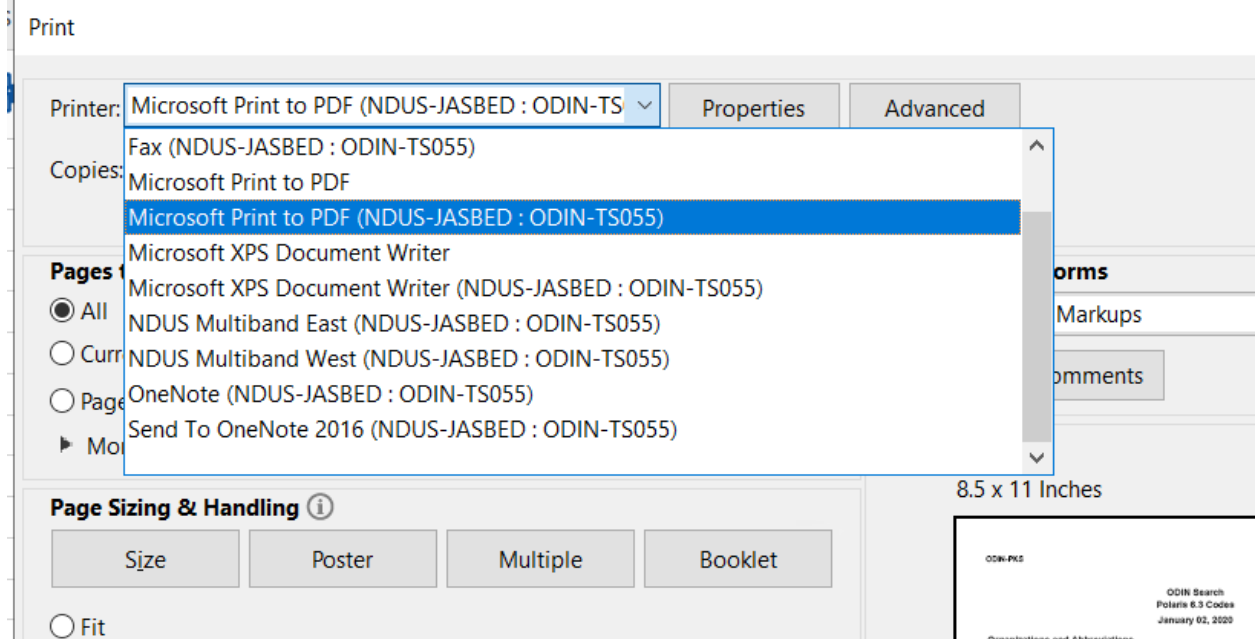 Print
Printer: Microsoft Print to PDF (NDUS-JASBED : ODIN-TS Properties Advanced
Copies:
Fax (NDUS-JASBED : ODIN-TS055)
Microsoft Print to PDF
Microsoft Print to PDF (NDUS-JASBED : ODIN-TS055)
Microsoft XPS Document Writer
Microsoft XPS Document Writer (NDUS-JASBED : ODIN-TS055)
NDUS Multiband East (NDUS-JASBED : ODIN-TS055)
NDUS Multiband West (NDUS-JASBED : ODIN-TS055)
OneNote (NDUS-JASBED : ODIN-TS055)
Send To OneNote 2016 (NDUS-JASBED : ODIN-TS055)
Pages t
All
Curr
Page
Mor
orms
Markups
omments
Page Sizing & Handling
Size Poster Multiple Booklet
Fit
8.5 x 11 Inches
ODIN-PKS
ODIN Search
Polaris 6.3 Codes
January 02, 2020